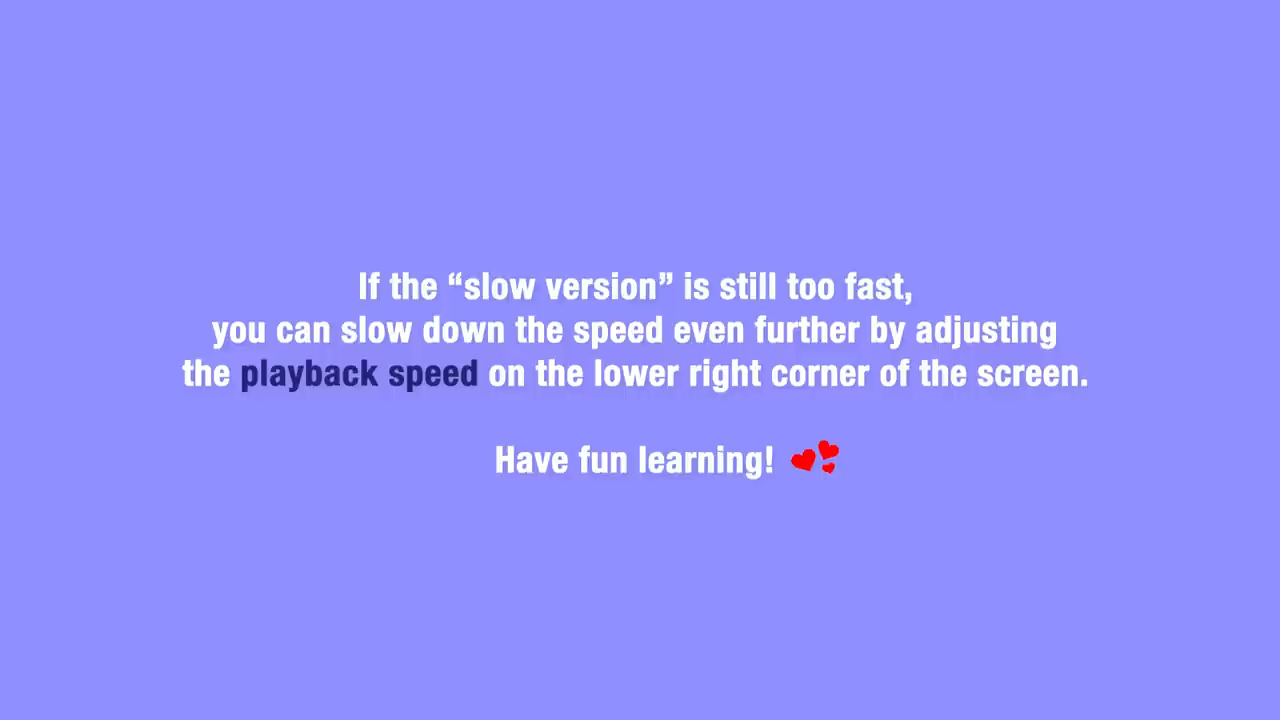 If the “slow version” is still too fast,
you can slow down the speed even further by adjusting
the playback speed on the lower right corner of the screen.
Have fun learning!